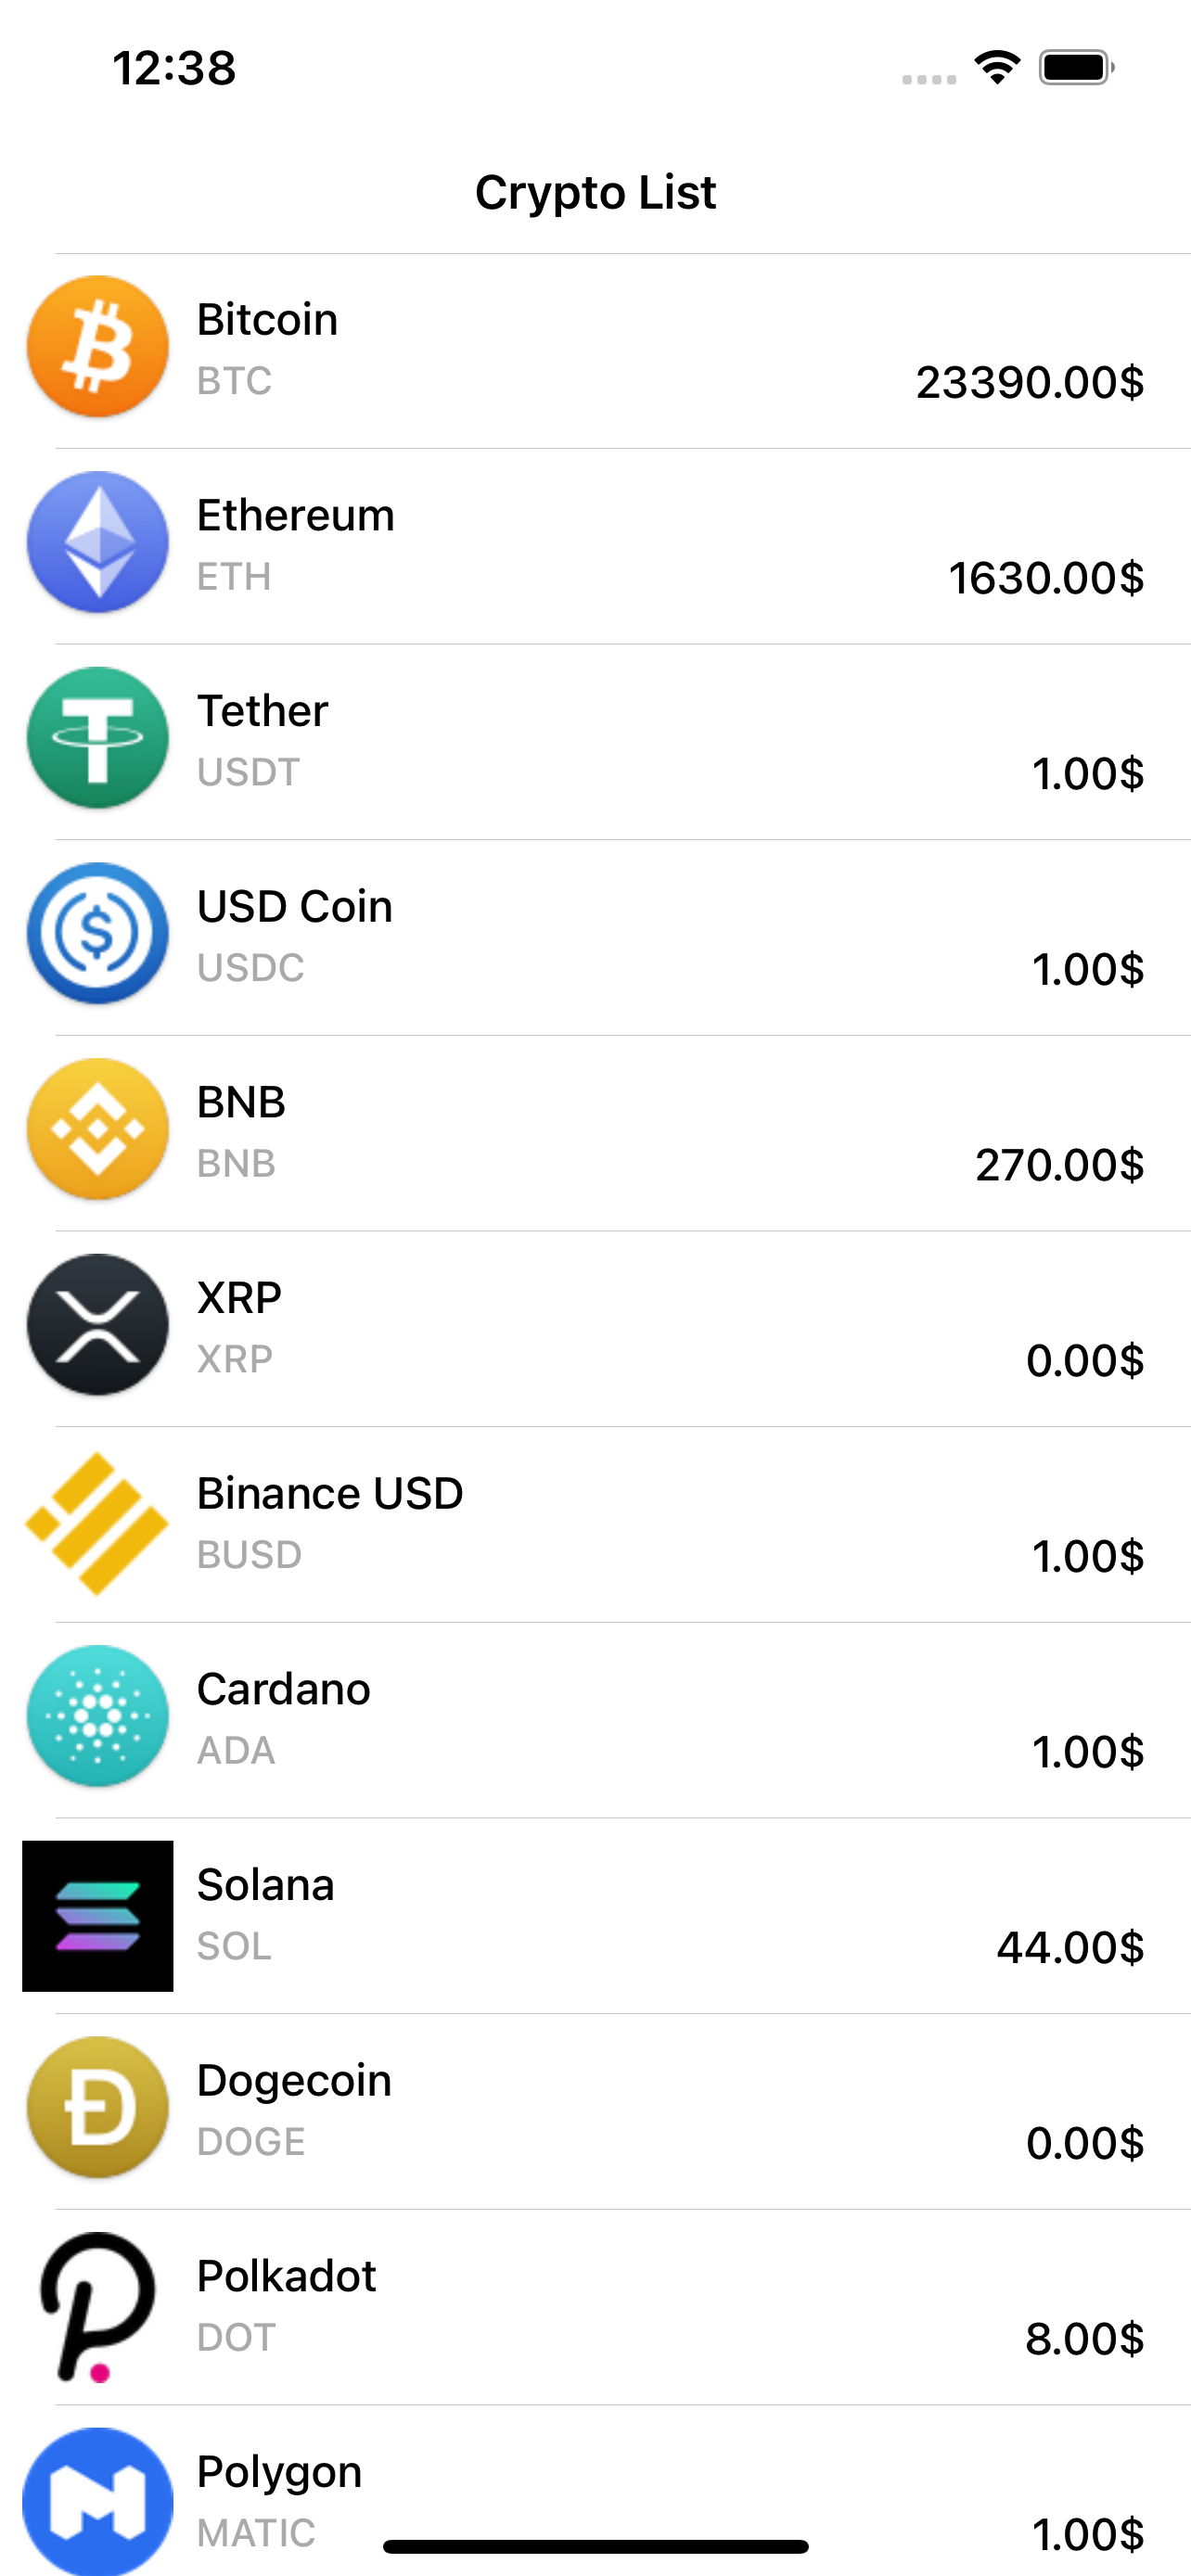 12:38
Crypto List
Bitcoin
BTC
23390.00$
Ethereum
ETH
1630.00$
Tether
USDT
1.00$
USD Coin
USDC
1.00$
BNB
BNB
270.00$
XRP
XRP
0.00$
Binance USD
BUSD
1.00$
Cardano
ADA
1.00$
Solana
SOL
44.00$
Dogecoin
DOGE
0.00$
Polkadot
DOT
8.00$
Polygon
MATIC
1.00$